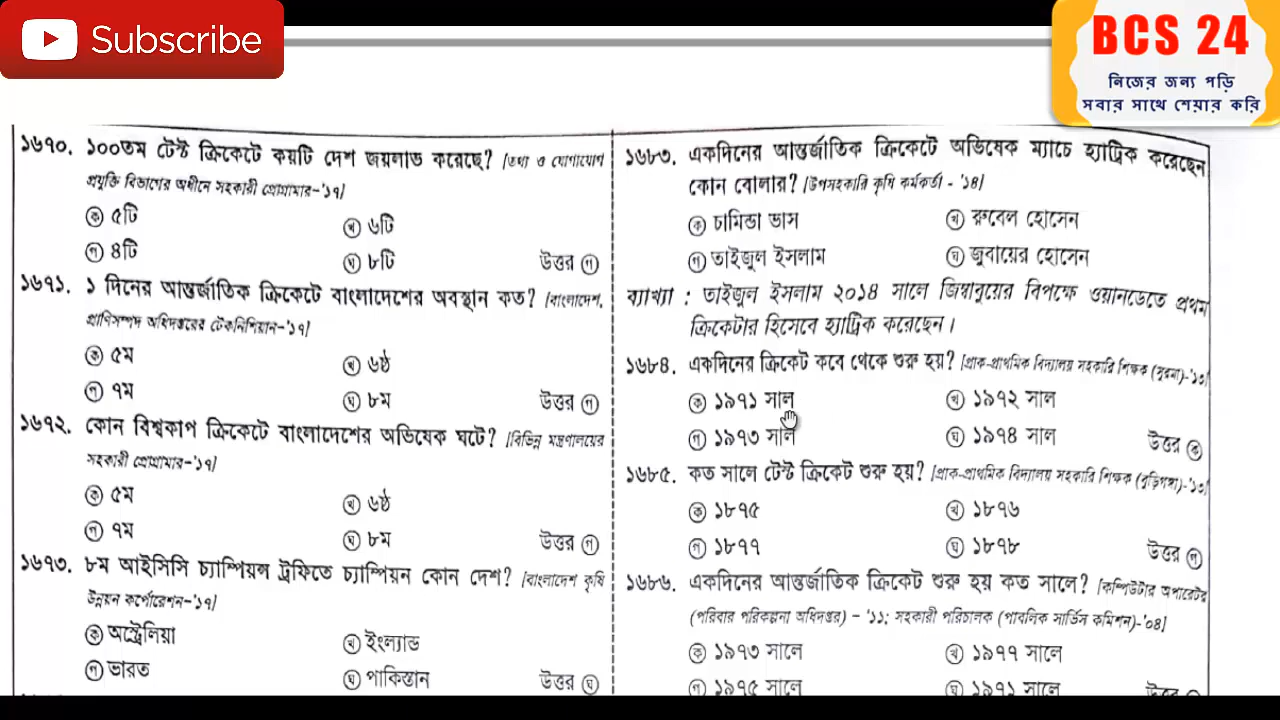 Subscribe
BCS 24
নিজের জন্য পড়ি
সবার সাথে শেয়ার করি
১৬৭০. ১০০তম টেস্ট ক্রিকেটে কয়টি দেশ জয়লাভ করেছে? [তথ্য ও যোগাযোগ
প্রযুক্তি বিভাগের অধীনে সহকারী প্রোগ্রামার-'১৭]
ক ৫টি খ ৬টি
গ ৪টি ঘ ৮টি উত্তর গ
১৬৭১. ১ দিনের আন্তর্জাতিক ক্রিকেটে বাংলাদেশের অবস্থান কত? [বাংলাদেশ,
প্রাণিসম্পদ অধিদপ্তরের টেকনিশিয়ান-'১৭]
ক ৫ম খ ৬ষ্ঠ
গ ৭ম ঘ ৮ম উত্তর গ
১৬৭২. কোন বিশ্বকাপ ক্রিকেটে বাংলাদেশের অভিষেক ঘটে? [বিভিন্ন মন্ত্রণালয়ের
সহকারী প্রোগ্রামার-'১৭]
ক ৫ম খ ৬ষ্ঠ
গ ৭ম ঘ ৮ম উত্তর গ
১৬৭৩. ৮ম আইসিসি চ্যাম্পিয়ন্স ট্রফিতে চ্যাম্পিয়ন কোন দেশ? [বাংলাদেশ কৃষি
উন্নয়ন কর্পোরেশন-'১৭]
ক অস্ট্রেলিয়া খ ইংল্যান্ড
গ ভারত ঘ পাকিস্তান উত্তর ঘ
১৬৮৩. একদিনের আন্তর্জাতিক ক্রিকেটে অভিষেক ম্যাচে হ্যাট্রিক করেছেন
কোন বোলার? [উপসহকারি কৃষি কর্মকর্তা - '১৪]
ক চামিন্ডা ভাস খ রুবেল হোসেন
গ তাইজুল ইসলাম ঘ জুবায়ের হোসেন
ব্যাখ্যা : তাইজুল ইসলাম ২০১৪ সালে জিম্বাবুয়ের বিপক্ষে ওয়ানডেতে প্রথম
ক্রিকেটার হিসেবে হ্যাট্রিক করেছেন।
১৬৮৪. একদিনের ক্রিকেট কবে থেকে শুরু হয়? [প্রাক-প্রাথমিক বিদ্যালয় সহকারি শিক্ষক (সুরমা)-'১৩]
ক ১৯৭১ সাল খ ১৯৭২ সাল
গ ১৯৭৩ সাল ঘ ১৯৭৪ সাল উত্তর ক
১৬৮৫. কত সালে টেস্ট ক্রিকেট শুরু হয়? [প্রাক-প্রাথমিক বিদ্যালয় সহকারি শিক্ষক (বুড়িগঙ্গা)-'১৩]
ক ১৮৭৫ খ ১৮৭৬
গ ১৮৭৭ ঘ ১৮৭৮ উত্তর গ
১৬৮৬. একদিনের আন্তর্জাতিক ক্রিকেট শুরু হয় কত সালে? [কম্পিউটার অপারেটর
(পরিবার পরিকল্পনা অধিদপ্তর) - '১১; সহকারী পরিচালক (পাবলিক সার্ভিস কমিশন)-'০৪]
ক ১৯৭৩ সালে খ ১৯৭৭ সালে
গ ১৯৭৫ সালে ঘ ১৯৭১ সালে উত্তর